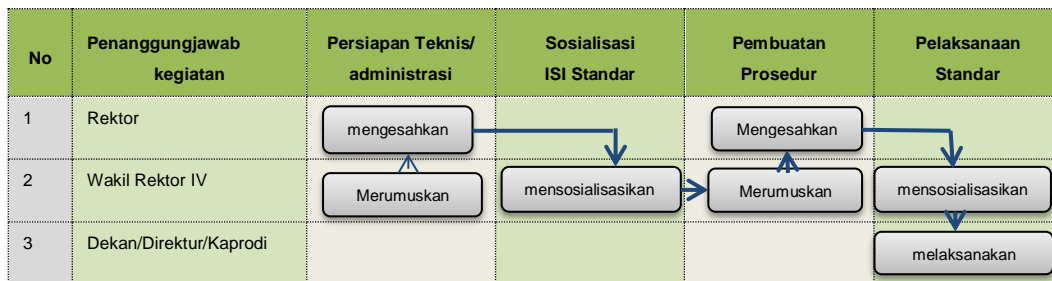 No
Penanggungjawab
kegiatan
Persiapan Teknis/
administrasi
Sosialisasi
ISI Standar
Pembuatan
Prosedur
Pelaksanaan
Standar
1
Rektor
mengesahkan
Mengesahkan
2
Wakil Rektor IV
Merumuskan
mensosialisasikan
Merumuskan
mensosialisasikan
3
Dekan/Direktur/Kaprodi
melaksanakan